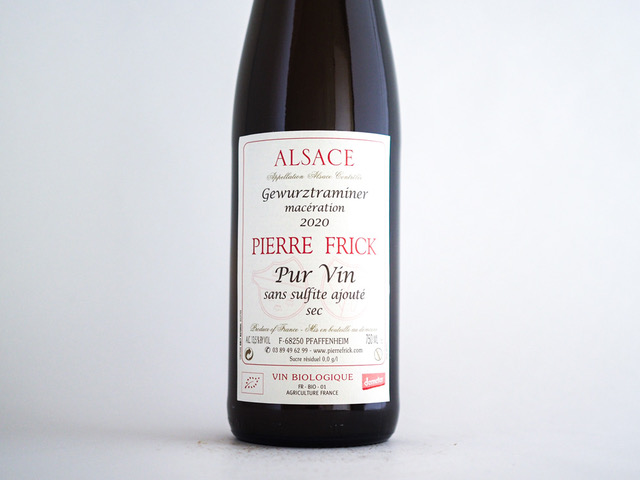 ALSACE
Appellation Alsace Contrôlée
Gewurztraminer
macération
2020
PIERRE FRICK
Pur Vin
sans sulfite ajouté
sec
Produce of France - Mis en bouteille au domaine
F-68250 PFAFFENHEIM 750 ML
03 89 49 62 99 - www.pierrefrick.com
Sucre résiduel 0,0 g/l
VIN BIOLOGIQUE
FR - BIO - 01
AGRICULTURE FRANCE
demeter